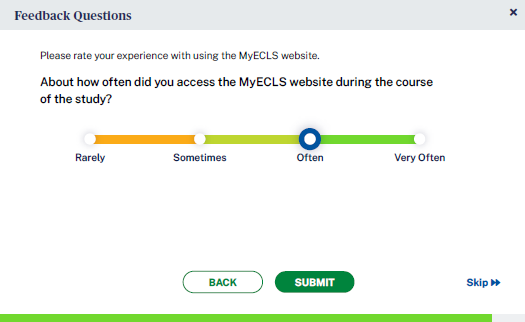 Feedback Questions
Please rate your experience with using the MyECLS website.
About how often did you access the MyECLS website during the course
of the study?
Rarely Sometimes Often Very Often
BACK SUBMIT Skip